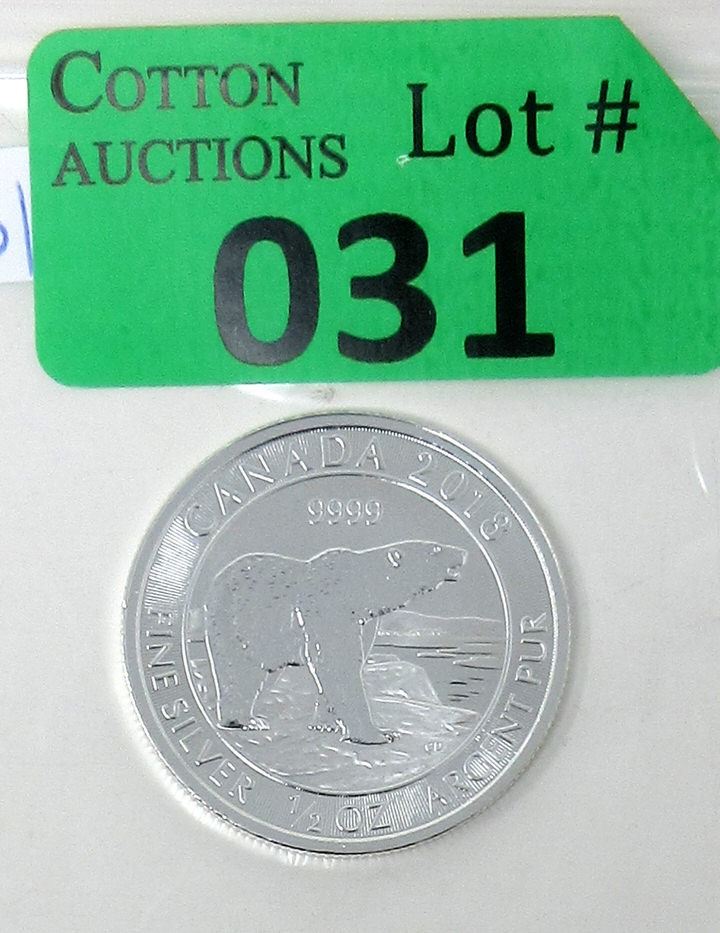 COTTON
AUCTIONS
Lot #
031
CANADA 2018
9999
FINE SILVER 1/2 OZ ARGENT PUR